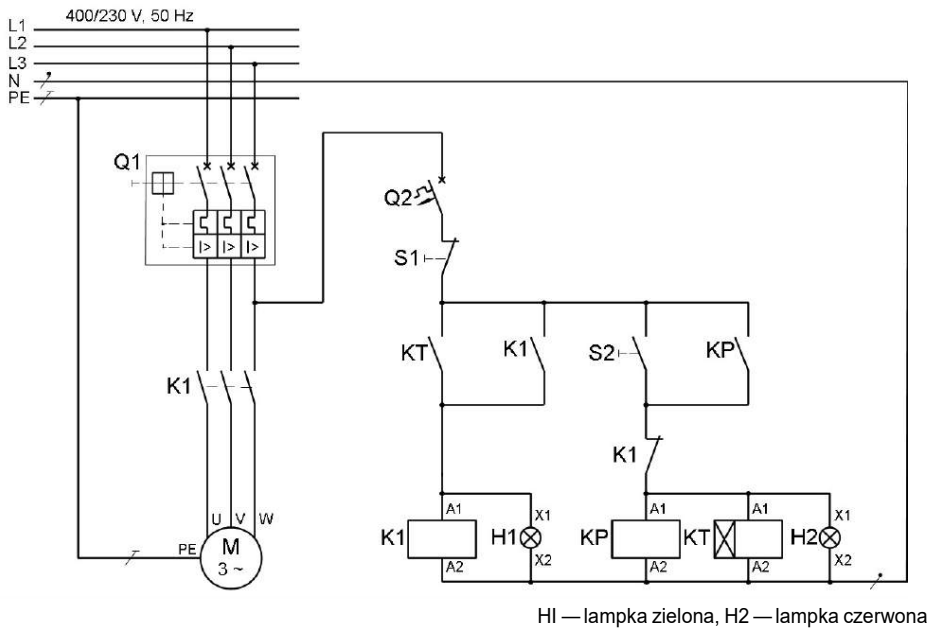 400/230 V, 50 Hz
L1
L2
L3
N
PE
Q1
Q2
S1
KT K1 S2 KP
K1
K1
U V W
A1 X1 A1 A1 X1
K1 H1 KP KT H2
PE M
3 ~
A2 X2 A2 A2 X2
HI — lampka zielona, H2 — lampka czerwona